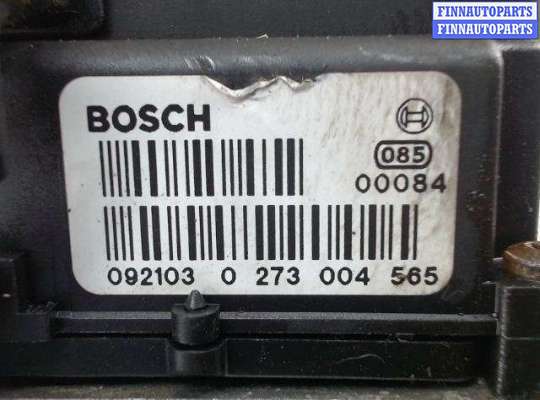 FINNAUTOPARTS
FINNAUTOPARTS
BOSCH
085
00084
092103 0 273 004 565